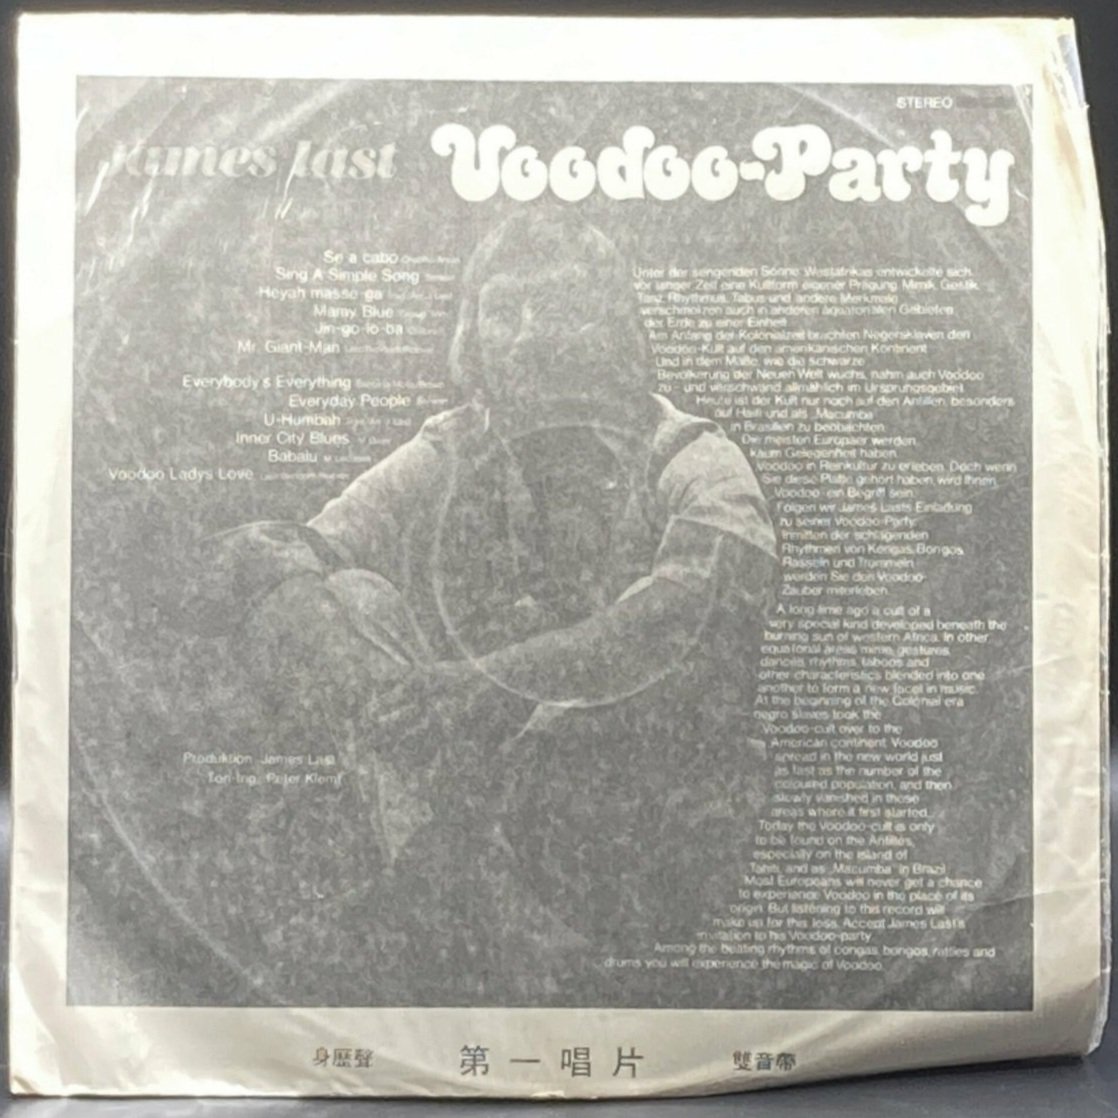 STEREO
James Last Voodoo-Party
Se a cabo
Sing A Simple Song
Heyah masse-ga
Mamy Blue
Jin-go-lo-ba
Mr. Giant-Man
Everybody's Everything
Everyday People
U-Humbah
Inner City Blues
Babalu
Voodoo Ladys Love
Produktion: James Last
Ton-Ing.: Peter Klemt
Unter der sengenden Sonne Westafrikas entwickelte sich
vor langer Zeit eine Kultform eigener Prägung. Mimik, Gestik,
Tanz, Rhythmus, Tabus und andere Merkmale
verschmelzen auch in anderen äquatorialen Gebieten
der Erde zu einer Einheit.
Am Anfang der Kolonialzeit brachten Negersklaven den
Voodoo-Kult auf den amerikanischen Kontinent.
Und in dem Maße, wie die schwarze
Bevölkerung der Neuen Welt wuchs, nahm auch Voodoo
zu - und verschwand allmählich im Ursprungsgebiet.
Heute ist der Kult nur noch auf den Antillen, besonders
auf Haiti und als „Macumba"
in Brasilien zu beobachten.
Die meisten Europäer werden
kaum Gelegenheit haben,
Voodoo in Reinkultur zu erleben. Doch wenn
Sie diese Platte gehört haben, wird Ihnen
Voodoo ein Begriff sein.
Folgen wir James Lasts Einladung
zu seiner Voodoo-Party.
Inmitten der schlagenden
Rhythmen von Kongas, Bongos,
Rasseln und Trommeln
werden Sie den Voodoo-
Zauber miterleben.
A long time ago a cult of a
very special kind developed beneath the
burning sun of western Africa. In other
equatorial areas mime, gestures,
dances, rhythms, taboos and
other characteristics blended into one
another to form a new facet in music.
At the beginning of the Colonial era
negro slaves took the
Voodoo-cult over to the
American continent. Voodoo
spread in the new world just
as fast as the number of the
coloured population, and then
slowly vanished in those
areas where it first started.
Today the Voodoo-cult is only
to be found on the Antilles,
especially on the island of
Tahiti, and as „Macumba" in Brazil.
Most Europeans will never get a chance
to experience Voodoo in the place of its
origin. But listening to this record will
make up for this loss. Accept James Last's
invitation to his Voodoo-party.
Among the beating rhythms of congas, bongos, rattles and
drums you will experience the magic of Voodoo.
身歷聲 第一唱片 雙音帶